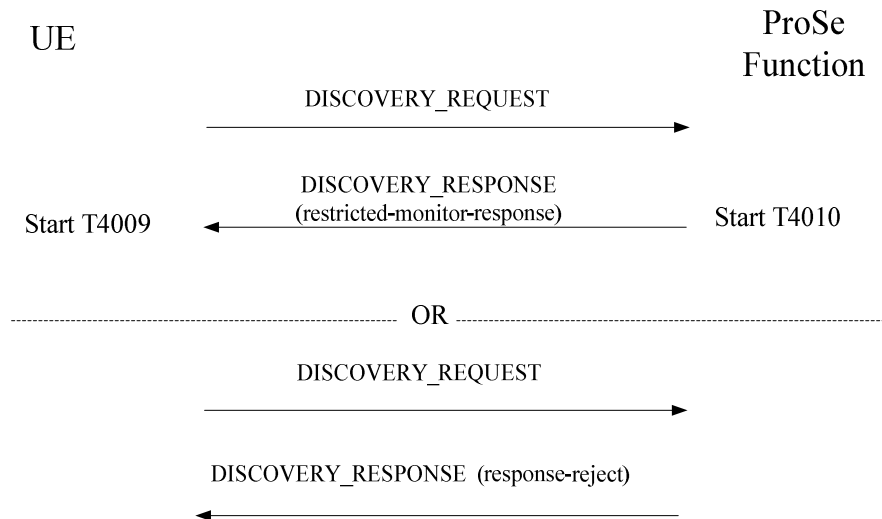 UE
ProSe
Function
DISCOVERY_REQUEST
DISCOVERY_RESPONSE
(restricted-monitor-response)
Start T4009
Start T4010
OR
DISCOVERY_REQUEST
DISCOVERY_RESPONSE (response-reject)